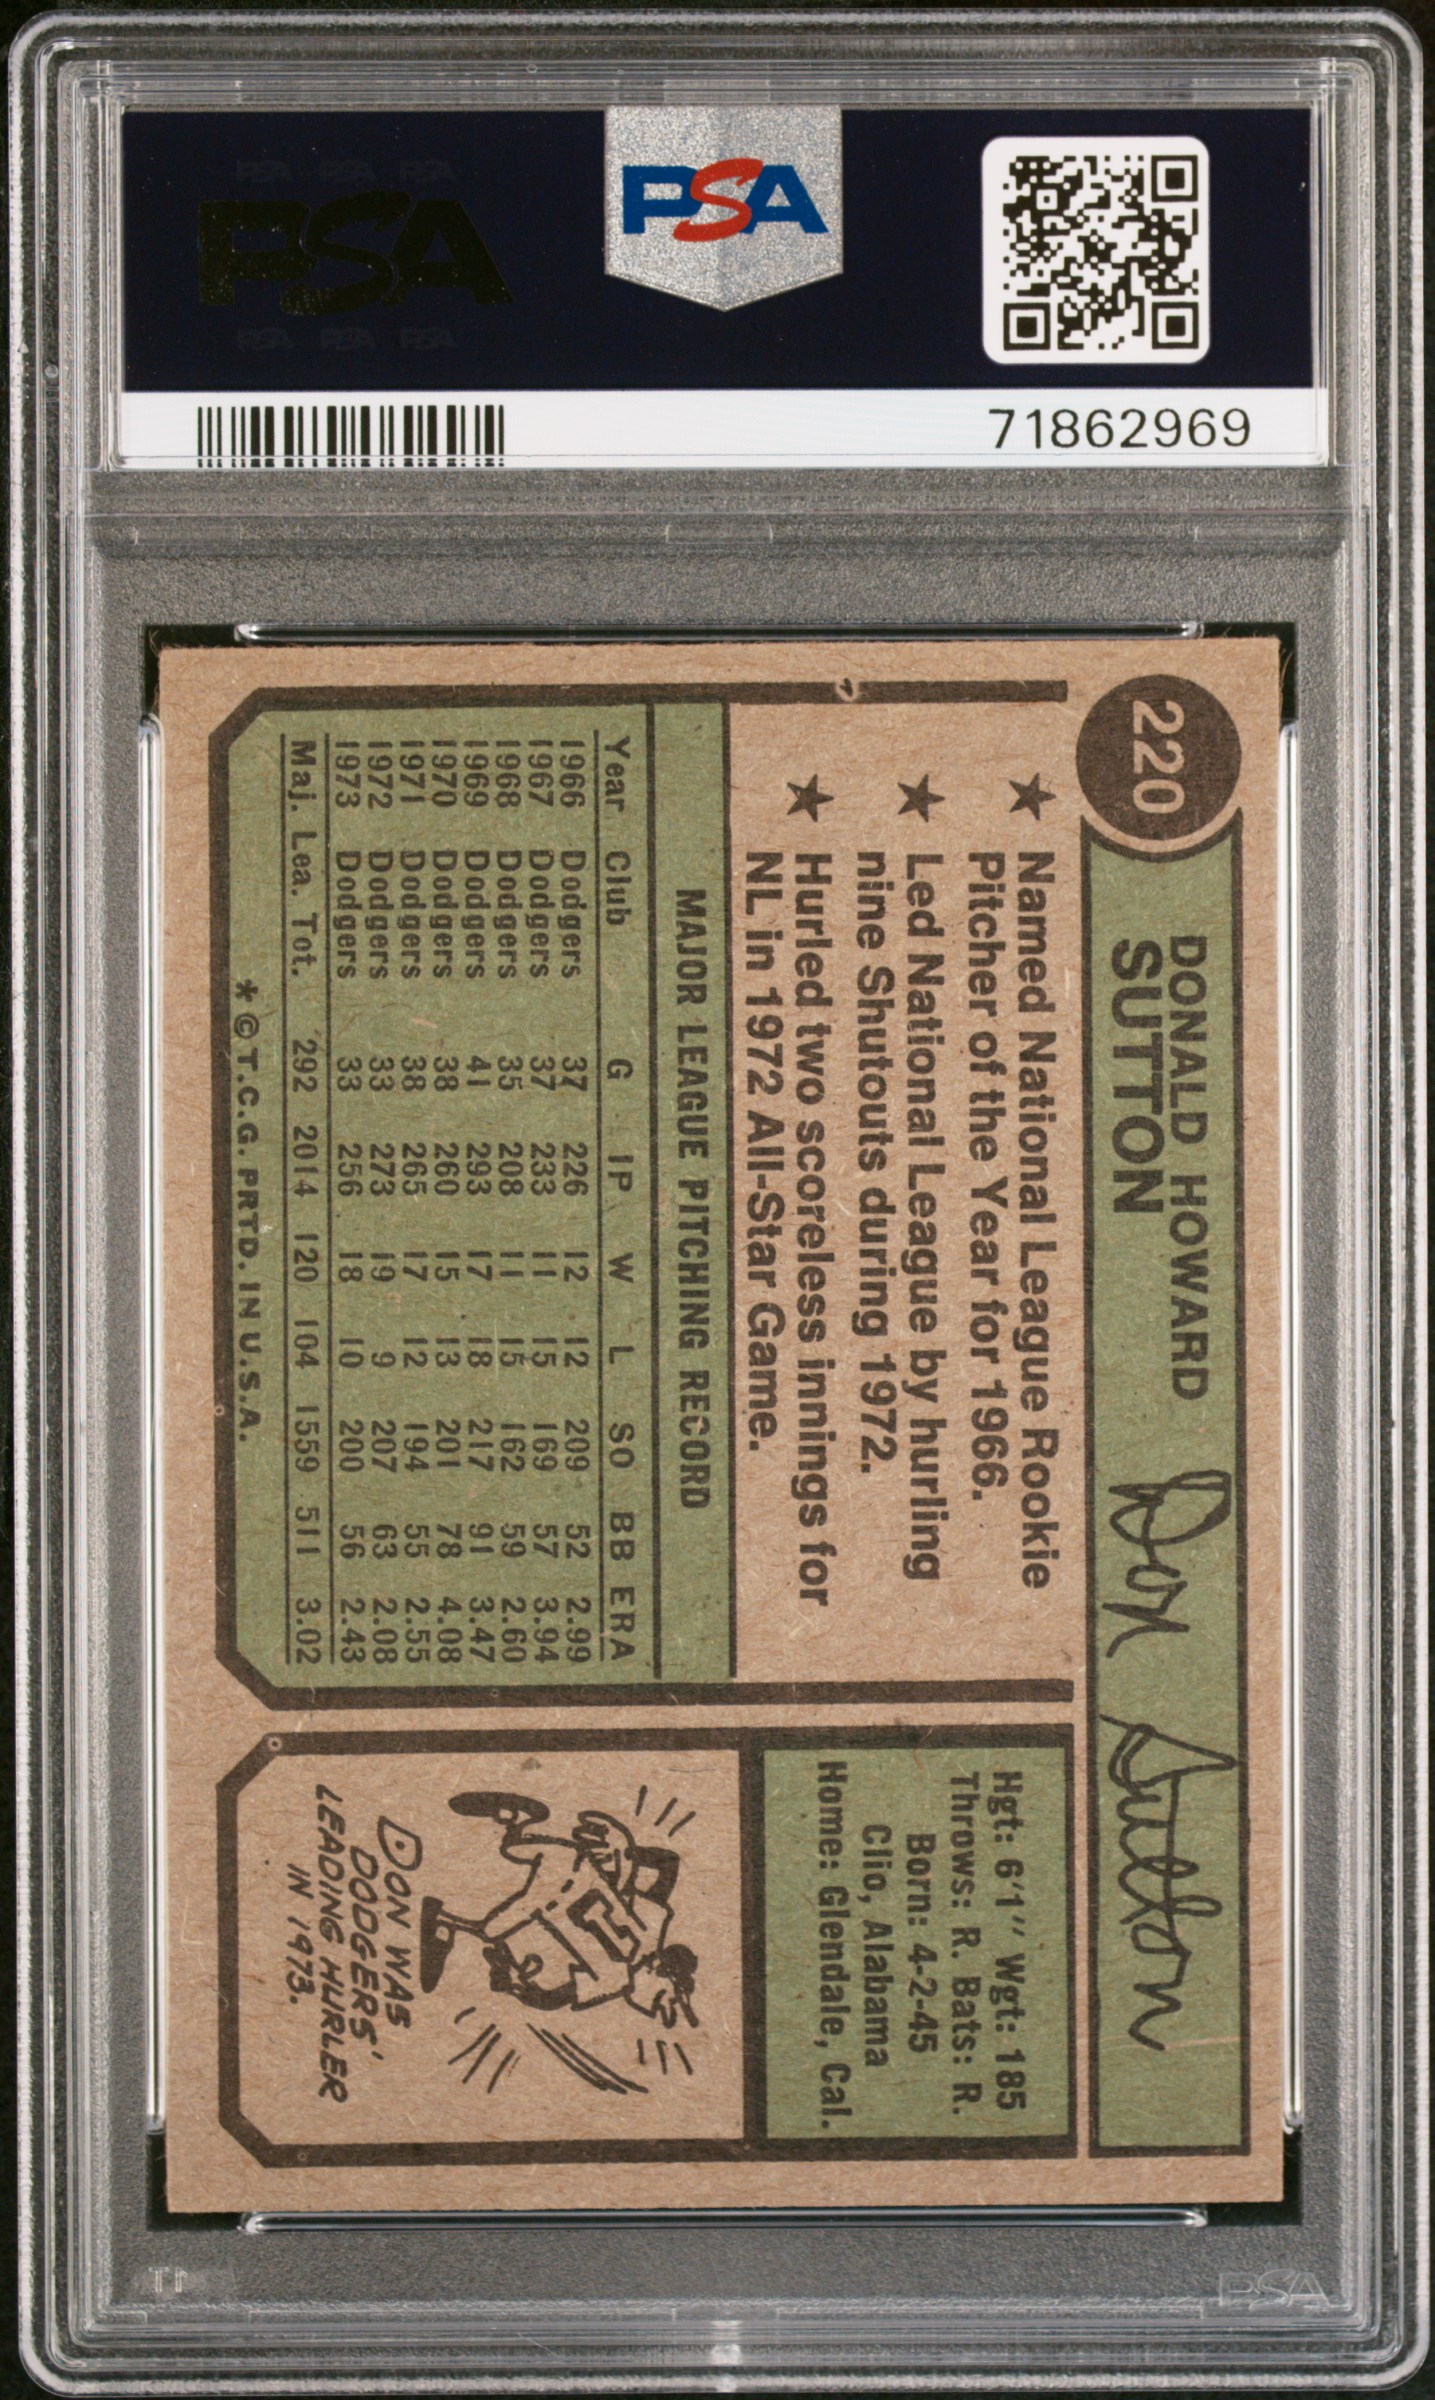 PSA PSA PSA
PSA
PSA PSA PSA
PSA
71862969
220
DONALD HOWARD
SUTTON
Don Sutton
★ Named National League Rookie
Pitcher of the Year for 1966.
★ Led National League by hurling
nine Shutouts during 1972.
★ Hurled two scoreless innings for
NL in 1972 All-Star Game.
MAJOR LEAGUE PITCHING RECORD
Year Club G IP W L SO BB ERA
1966 Dodgers 37 226 12 12 209 52 2.99
1967 Dodgers 37 233 11 15 169 57 3.94
1968 Dodgers 35 208 11 15 162 59 2.60
1969 Dodgers 41 293 17 18 217 91 3.47
1970 Dodgers 38 260 15 13 201 78 4.08
1971 Dodgers 38 265 17 12 194 55 2.55
1972 Dodgers 33 273 19 9 207 63 2.08
1973 Dodgers 33 256 18 10 200 56 2.43
Maj. Lea. Tot. 292 2014 120 104 1559 511 3.02
* © T.C.G. PRTD. IN U.S.A.
Hgt: 6'1" Wgt: 185
Throws: R. Bats: R.
Born: 4-2-45
Clio, Alabama
Home: Glendale, Cal.
DON WAS
DODGERS'
LEADING HURLER
IN 1973.
PSA